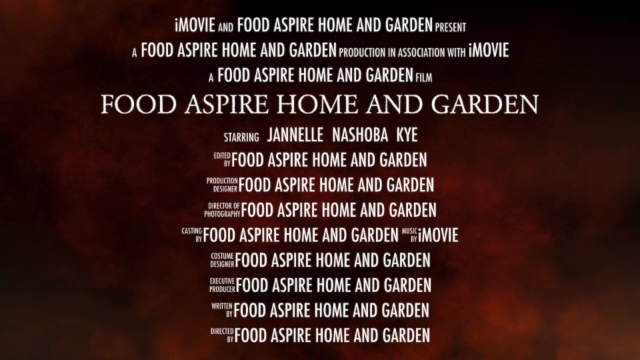 iMOVIE AND FOOD ASPIRE HOME AND GARDEN PRESENT
A FOOD ASPIRE HOME AND GARDEN PRODUCTION IN ASSOCIATION WITH iMOVIE
A FOOD ASPIRE HOME AND GARDEN FILM
FOOD ASPIRE HOME AND GARDEN
STARRING JANNELLE NASHOBA KYE
EDITED BY FOOD ASPIRE HOME AND GARDEN
PRODUCTION DESIGNER FOOD ASPIRE HOME AND GARDEN
DIRECTOR OF PHOTOGRAPHY FOOD ASPIRE HOME AND GARDEN
CASTING BY FOOD ASPIRE HOME AND GARDEN MUSIC BY iMOVIE
COSTUME DESIGNER FOOD ASPIRE HOME AND GARDEN
EXECUTIVE PRODUCER FOOD ASPIRE HOME AND GARDEN
WRITTEN BY FOOD ASPIRE HOME AND GARDEN
DIRECTED BY FOOD ASPIRE HOME AND GARDEN